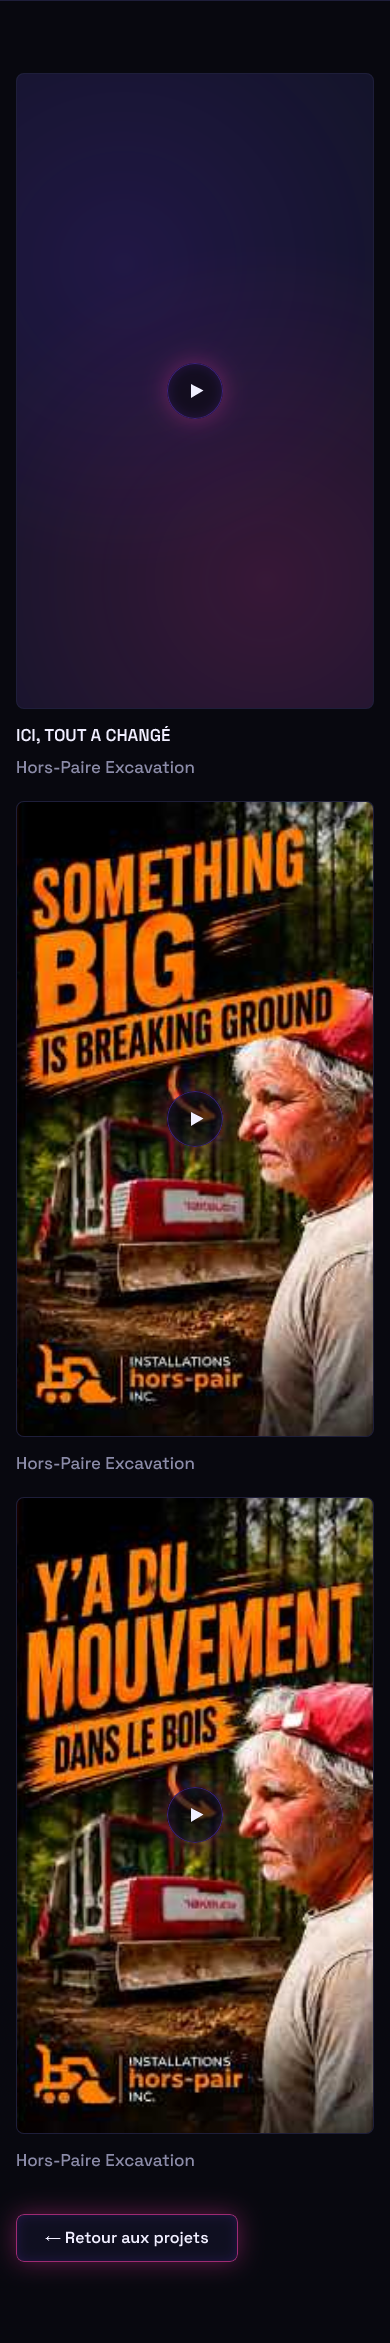 ICI, TOUT A CHANGÉ
Hors-Paire Excavation
SOMETHING
BIG
IS BREAKING GROUND
INSTALLATIONS
hors-pair
INC.
Hors-Paire Excavation
Y'A DU
MOUVEMENT
DANS LE BOIS
INSTALLATIONS
hors-pair
INC.
Hors-Paire Excavation
← Retour aux projets